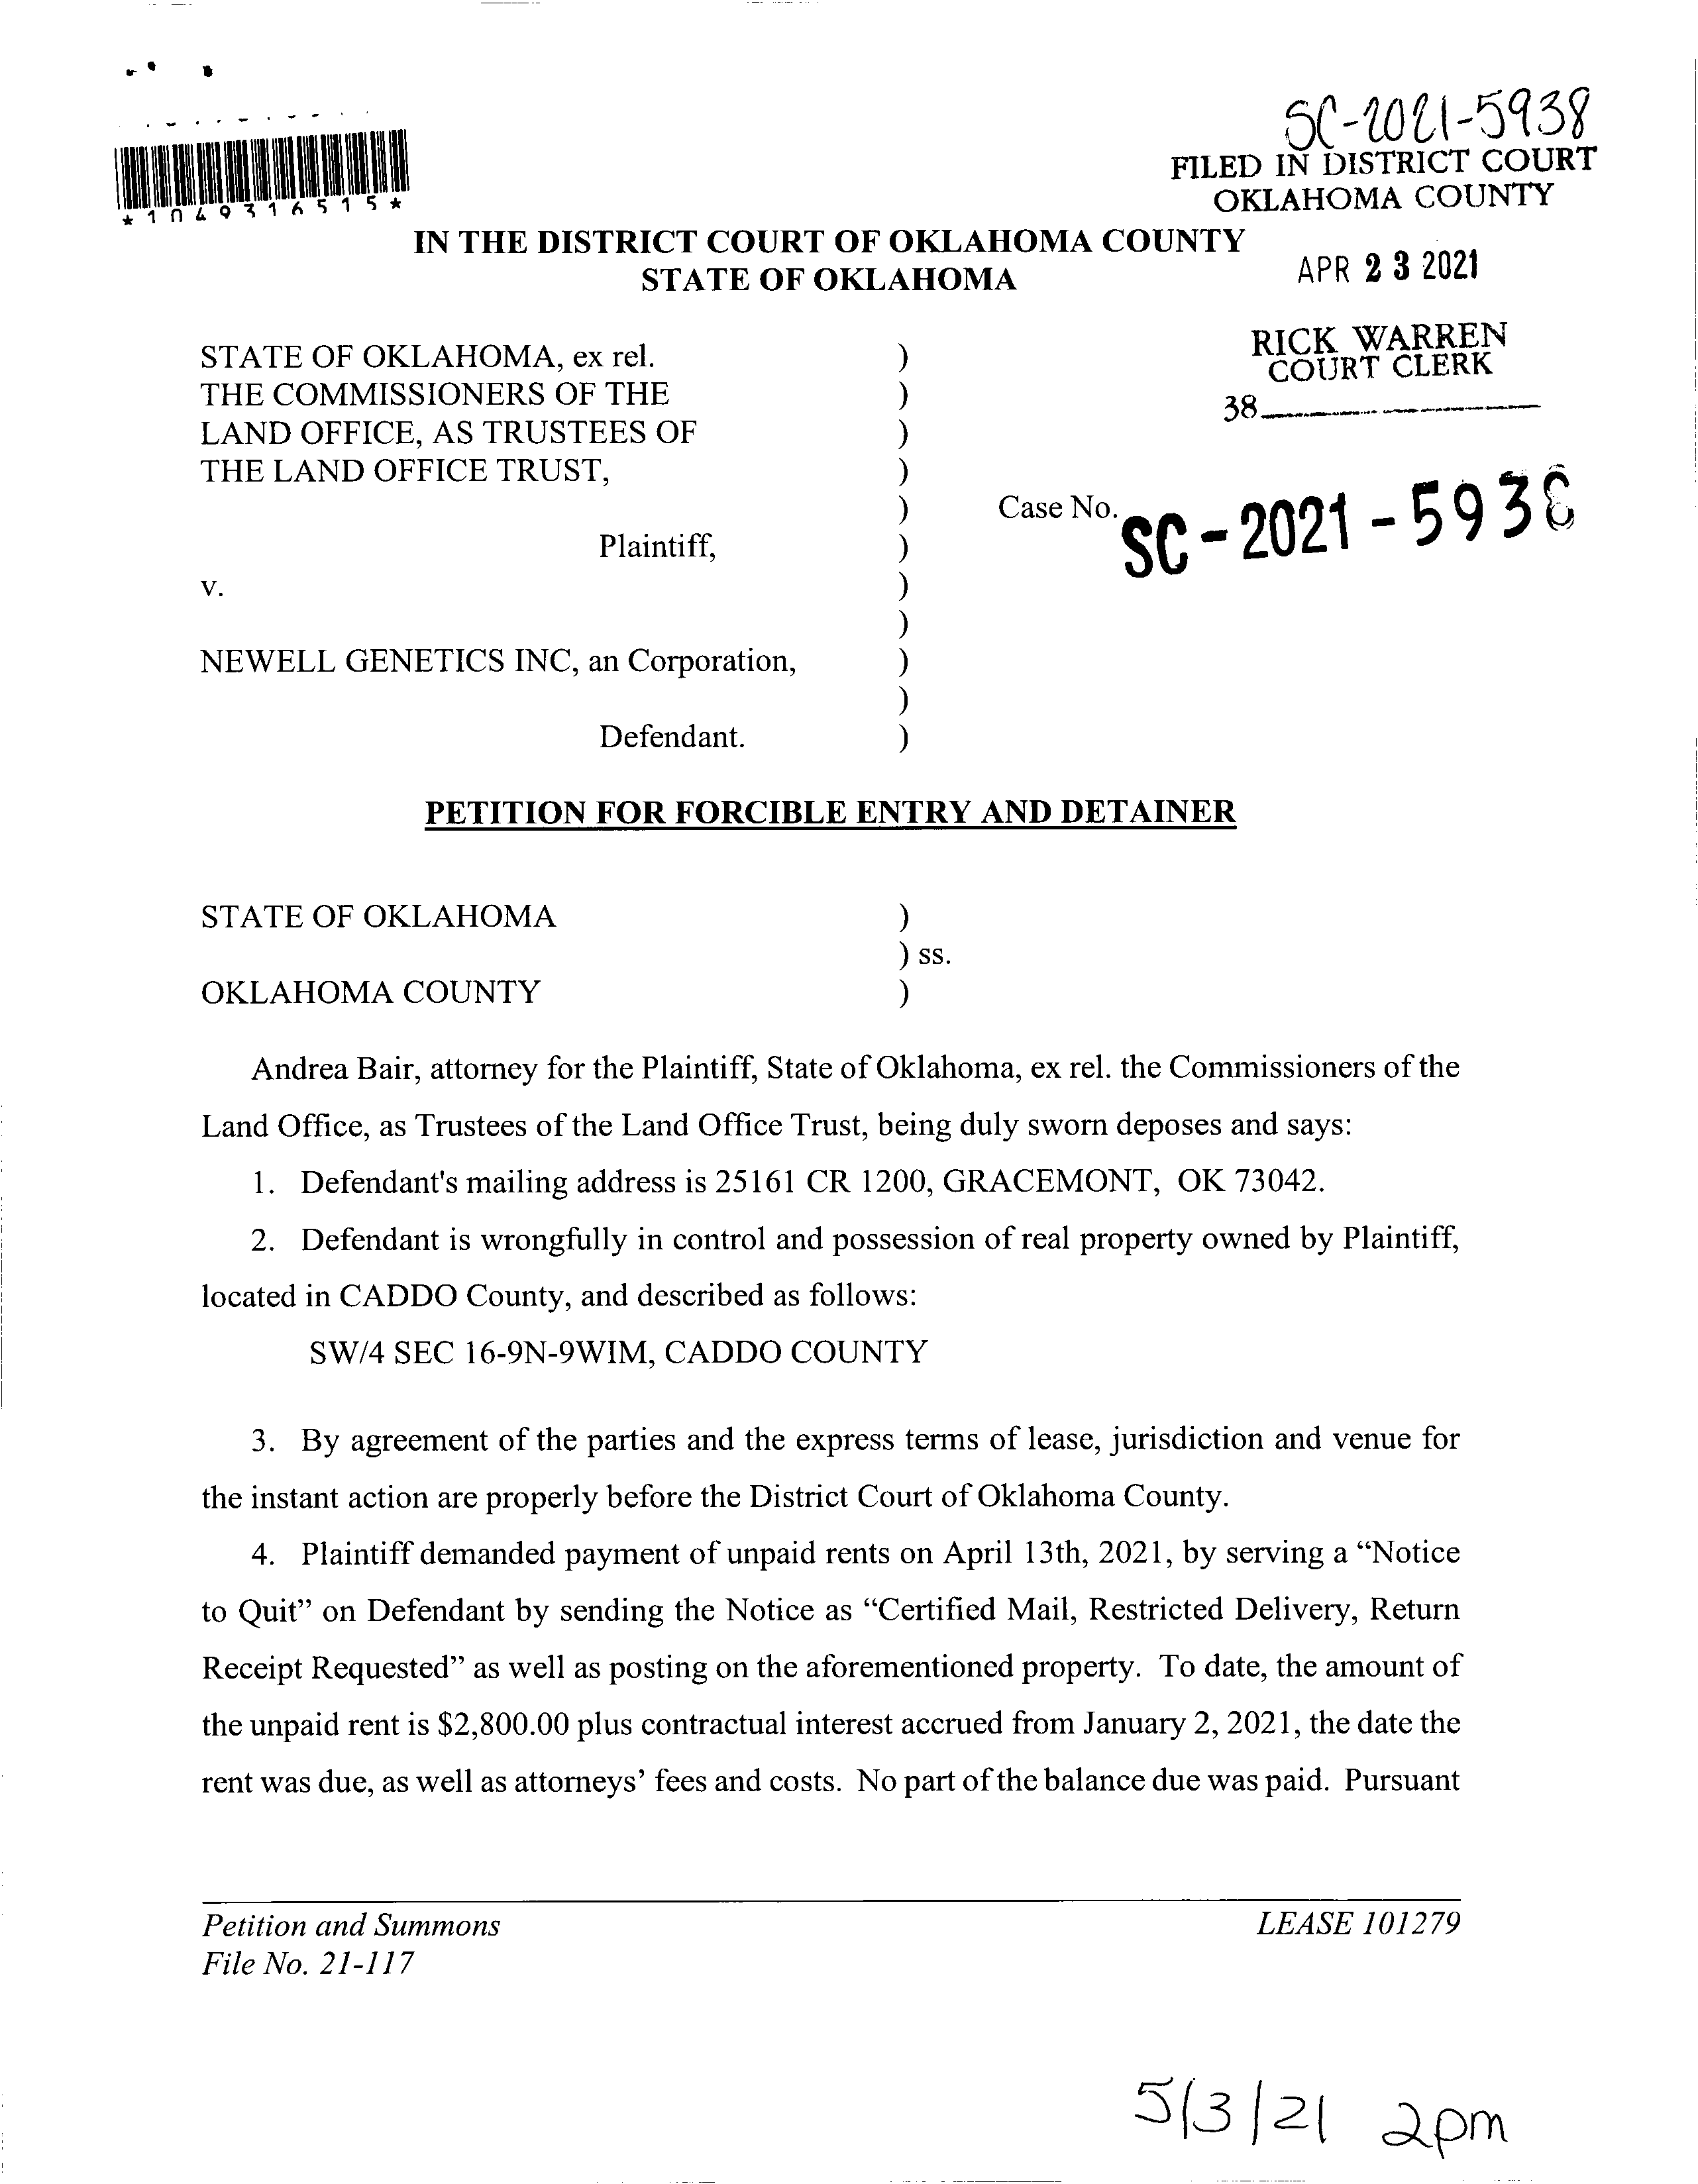 SC-2021-5938
FILED IN DISTRICT COURT
OKLAHOMA COUNTY
*1049316515*
IN THE DISTRICT COURT OF OKLAHOMA COUNTY
STATE OF OKLAHOMA
APR 23 2021
RICK WARREN
COURT CLERK
38
STATE OF OKLAHOMA, ex rel. )
THE COMMISSIONERS OF THE )
LAND OFFICE, AS TRUSTEES OF )
THE LAND OFFICE TRUST, )
) Case No. SC-2021-5938
Plaintiff, )
v. )
)
NEWELL GENETICS INC, an Corporation, )
)
Defendant. )
PETITION FOR FORCIBLE ENTRY AND DETAINER
STATE OF OKLAHOMA )
) ss.
OKLAHOMA COUNTY )
Andrea Bair, attorney for the Plaintiff, State of Oklahoma, ex rel. the Commissioners of the
Land Office, as Trustees of the Land Office Trust, being duly sworn deposes and says:
1. Defendant's mailing address is 25161 CR 1200, GRACEMONT, OK 73042.
2. Defendant is wrongfully in control and possession of real property owned by Plaintiff,
located in CADDO County, and described as follows:
SW/4 SEC 16-9N-9WIM, CADDO COUNTY
3. By agreement of the parties and the express terms of lease, jurisdiction and venue for
the instant action are properly before the District Court of Oklahoma County.
4. Plaintiff demanded payment of unpaid rents on April 13th, 2021, by serving a “Notice
to Quit” on Defendant by sending the Notice as “Certified Mail, Restricted Delivery, Return
Receipt Requested” as well as posting on the aforementioned property. To date, the amount of
the unpaid rent is $2,800.00 plus contractual interest accrued from January 2, 2021, the date the
rent was due, as well as attorneys’ fees and costs. No part of the balance due was paid. Pursuant
Petition and Summons LEASE 101279
File No. 21-117
5/3/21 2pm